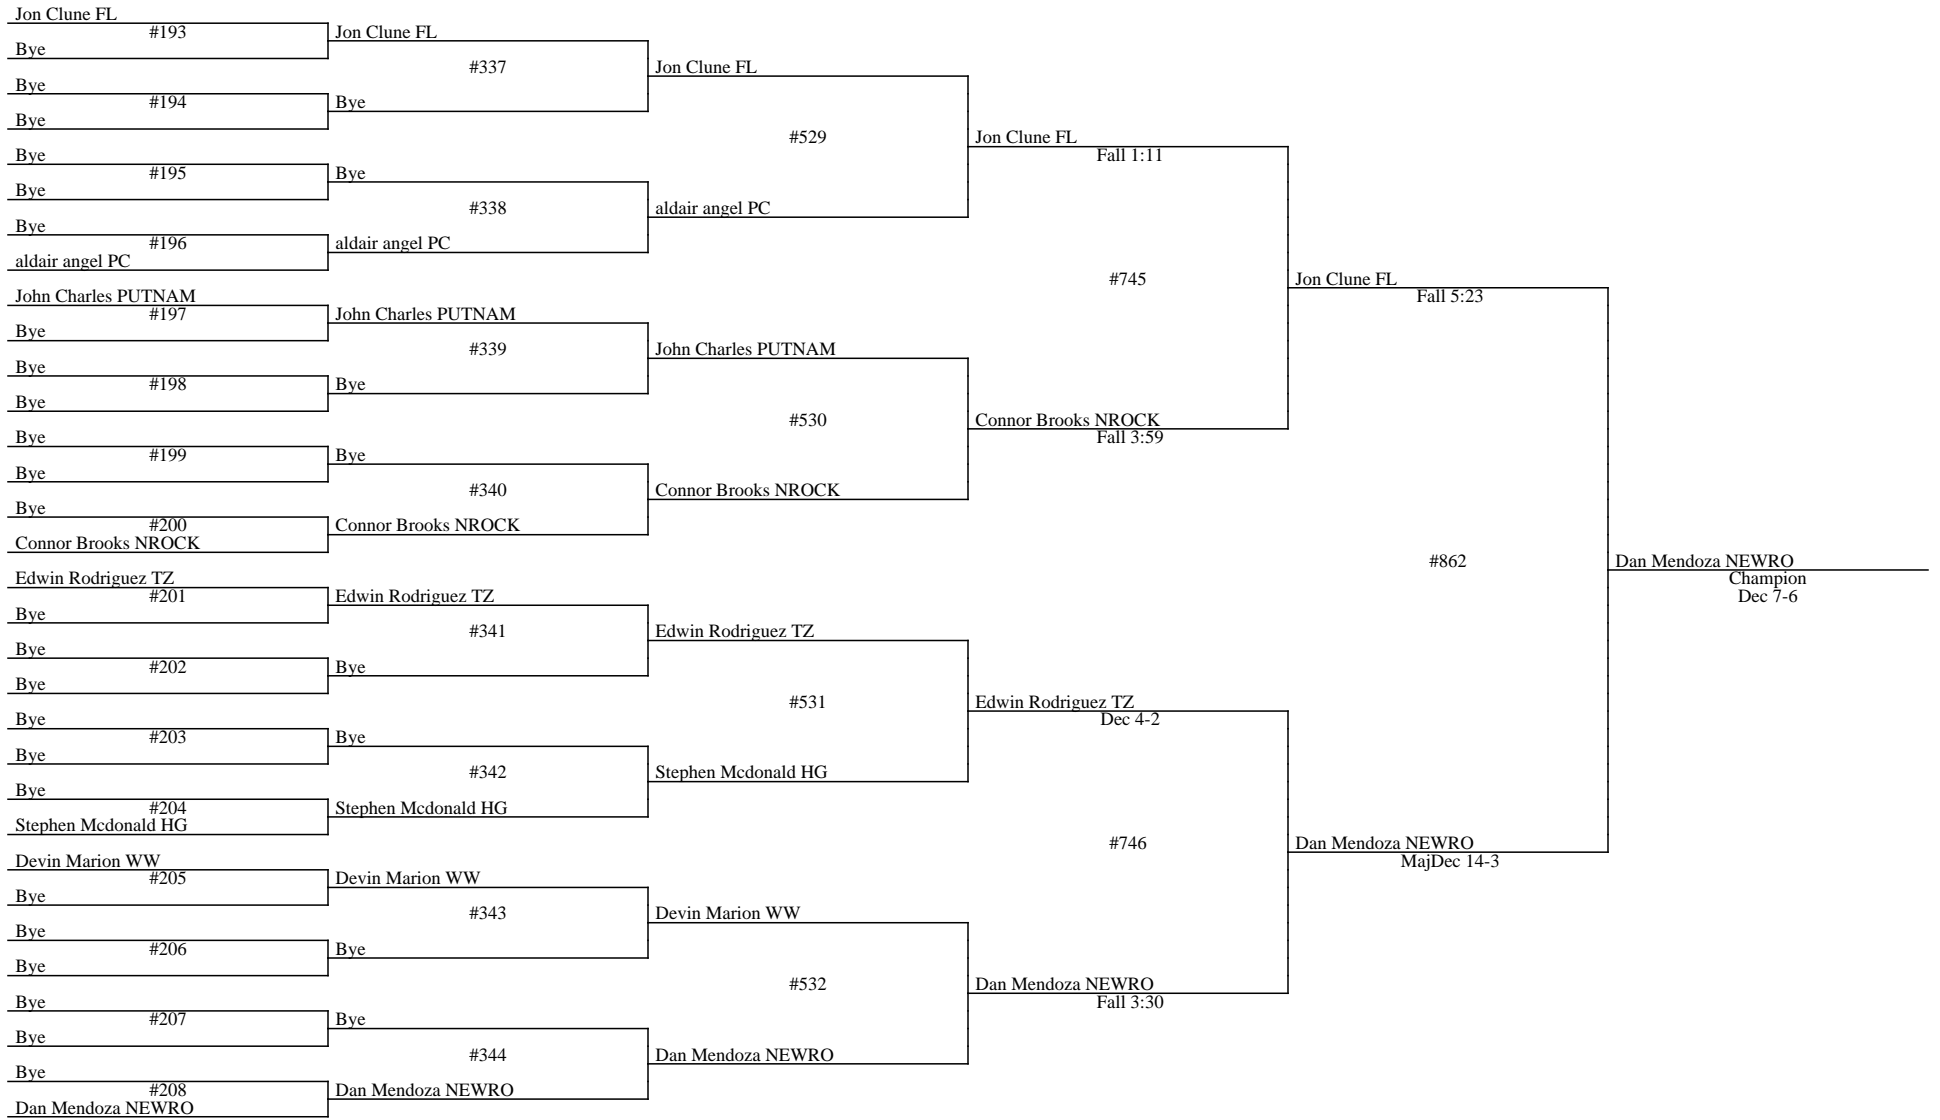 Jon Clune FL
#193
Bye
Bye
#194
Bye
Bye
#195
Bye
Bye
#196
aldair angel PC
John Charles PUTNAM
#197
Bye
Bye
#198
Bye
Bye
#199
Bye
Bye
#200
Connor Brooks NROCK
Edwin Rodriguez TZ
#201
Bye
Bye
#202
Bye
Bye
#203
Bye
Bye
#204
Stephen Mcdonald HG
Devin Marion WW
#205
Bye
Bye
#206
Bye
Bye
#207
Bye
Bye
#208
Dan Mendoza NEWRO
Jon Clune FL
#337
Bye
Bye
#338
aldair angel PC
John Charles PUTNAM
#339
Bye
Bye
#340
Connor Brooks NROCK
Edwin Rodriguez TZ
#341
Bye
Bye
#342
Stephen Mcdonald HG
Devin Marion WW
#343
Bye
Bye
#344
Dan Mendoza NEWRO
Jon Clune FL
#529
aldair angel PC
John Charles PUTNAM
#530
Connor Brooks NROCK
Edwin Rodriguez TZ
#531
Stephen Mcdonald HG
Devin Marion WW
#532
Dan Mendoza NEWRO
Jon Clune FL
Fall 1:11
#745
Connor Brooks NROCK
Fall 3:59
Edwin Rodriguez TZ
Dec 4-2
#746
Dan Mendoza NEWRO
Fall 3:30
Jon Clune FL
Fall 5:23
#862
Dan Mendoza NEWRO
MajDec 14-3
Dan Mendoza NEWRO
Champion
Dec 7-6